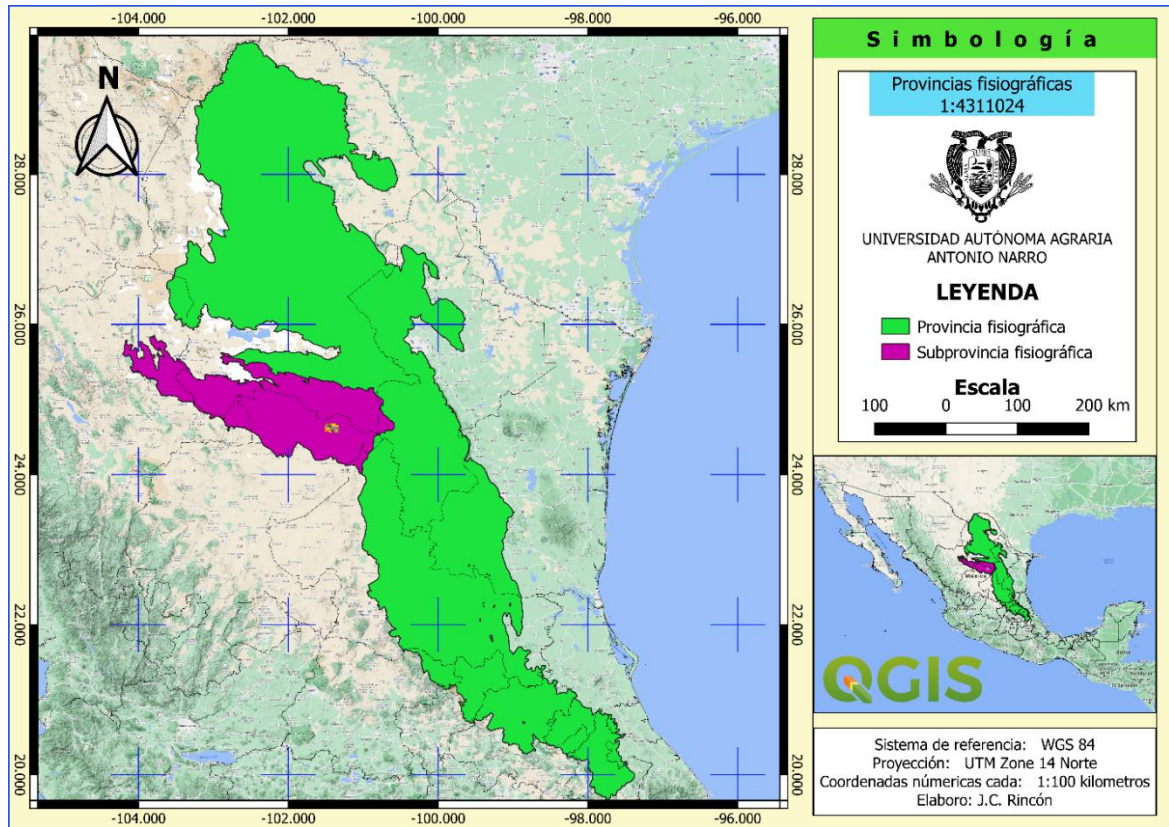 -104.000 -102.000 -100.000 -98.000 -96.000
N
28.000 28.000
26.000 26.000
24.000 24.000
22.000 22.000
20.000 20.000
-104.000 -102.000 -100.000 -98.000 -96.000
Simbología
Provincias fisiográficas
1:4311024
UNIVERSIDAD AUTÓNOMA AGRARIA
ANTONIO NARRO
LEYENDA
Provincia fisiográfica
Subprovincia fisiográfica
Escala
100 0 100 200 km
México
QGIS
Sistema de referencia: WGS 84
Proyección: UTM Zone 14 Norte
Coordenadas númericas cada: 1:100 kilometros
Elaboro: J.C. Rincón